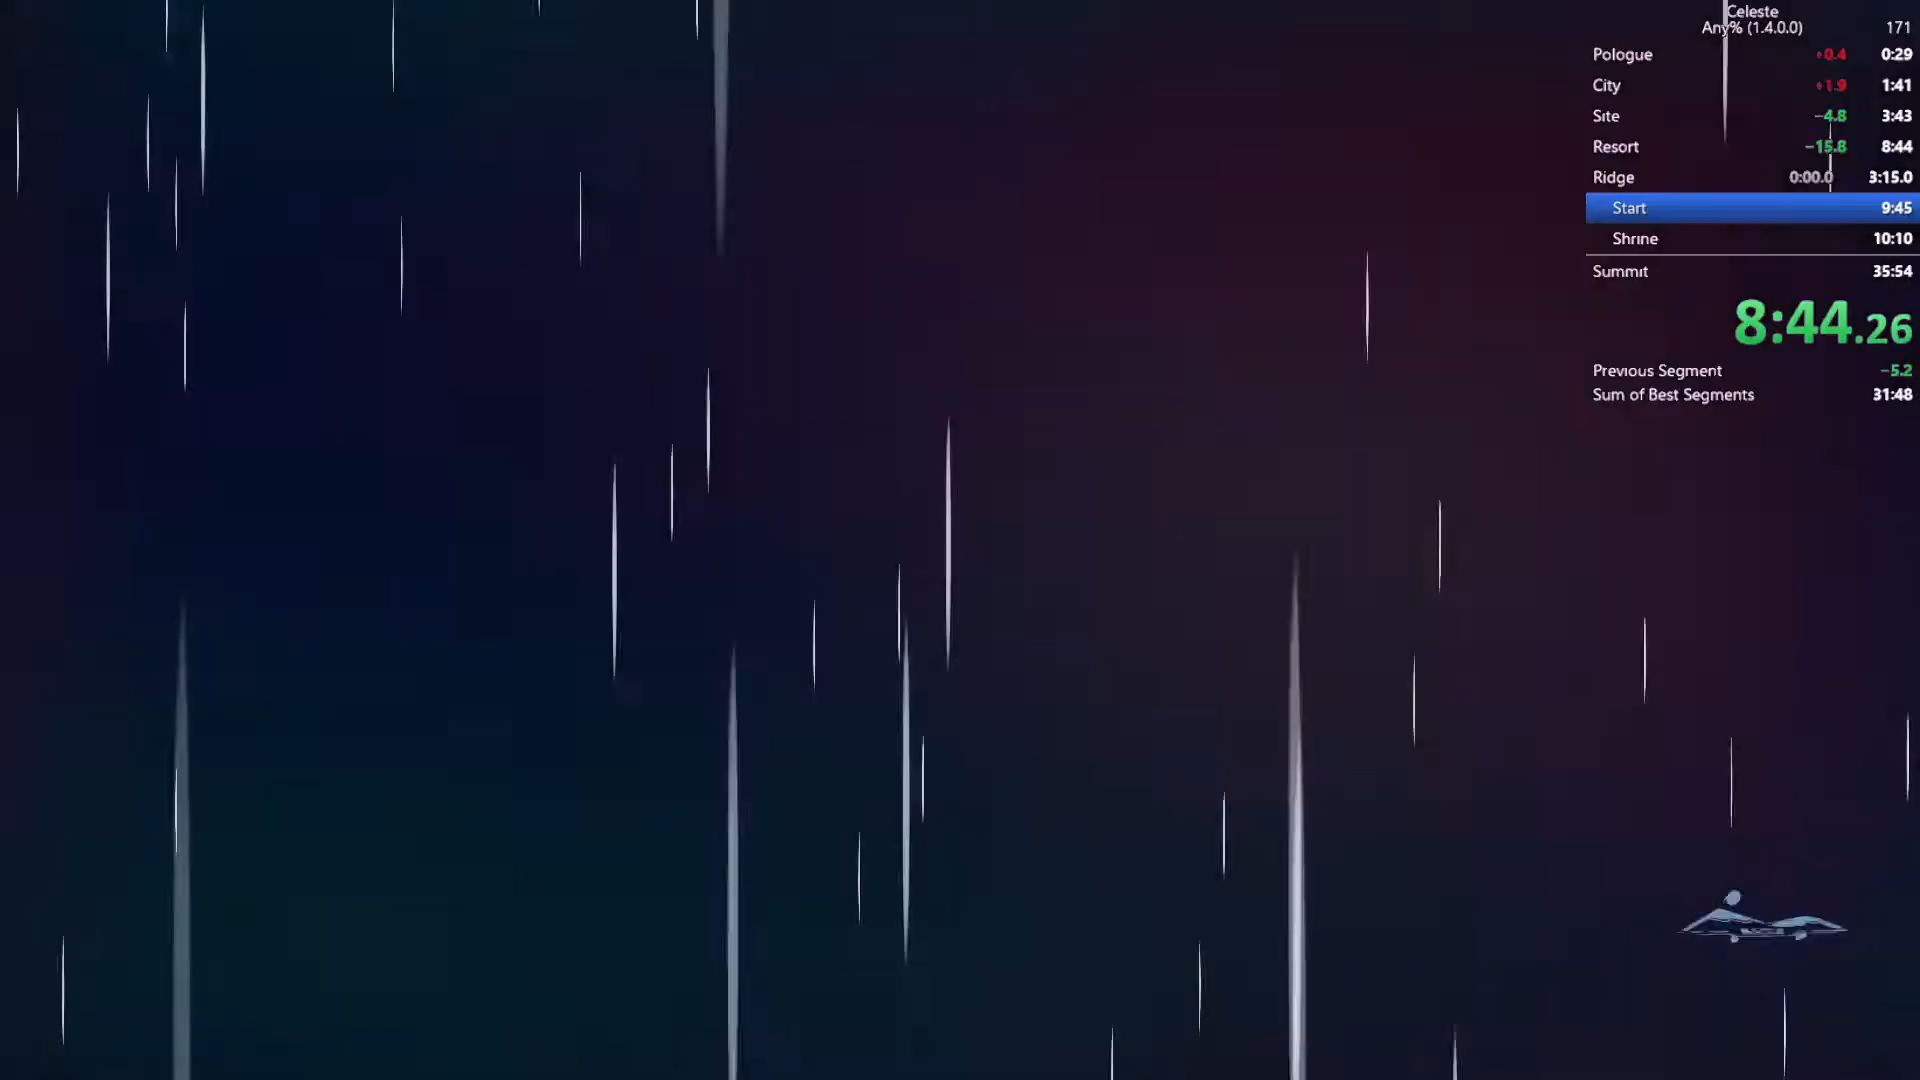 Celeste
Any% (1.4.0.0) 171
Pologue +0.4 0:29
City +1.9 1:41
Site −4.8 3:43
Resort −15.8 8:44
Ridge 0:00.0 3:15.0
Start 9:45
Shrine 10:10
Summit 35:54
8:44.26
Previous Segment −5.2
Sum of Best Segments 31:48